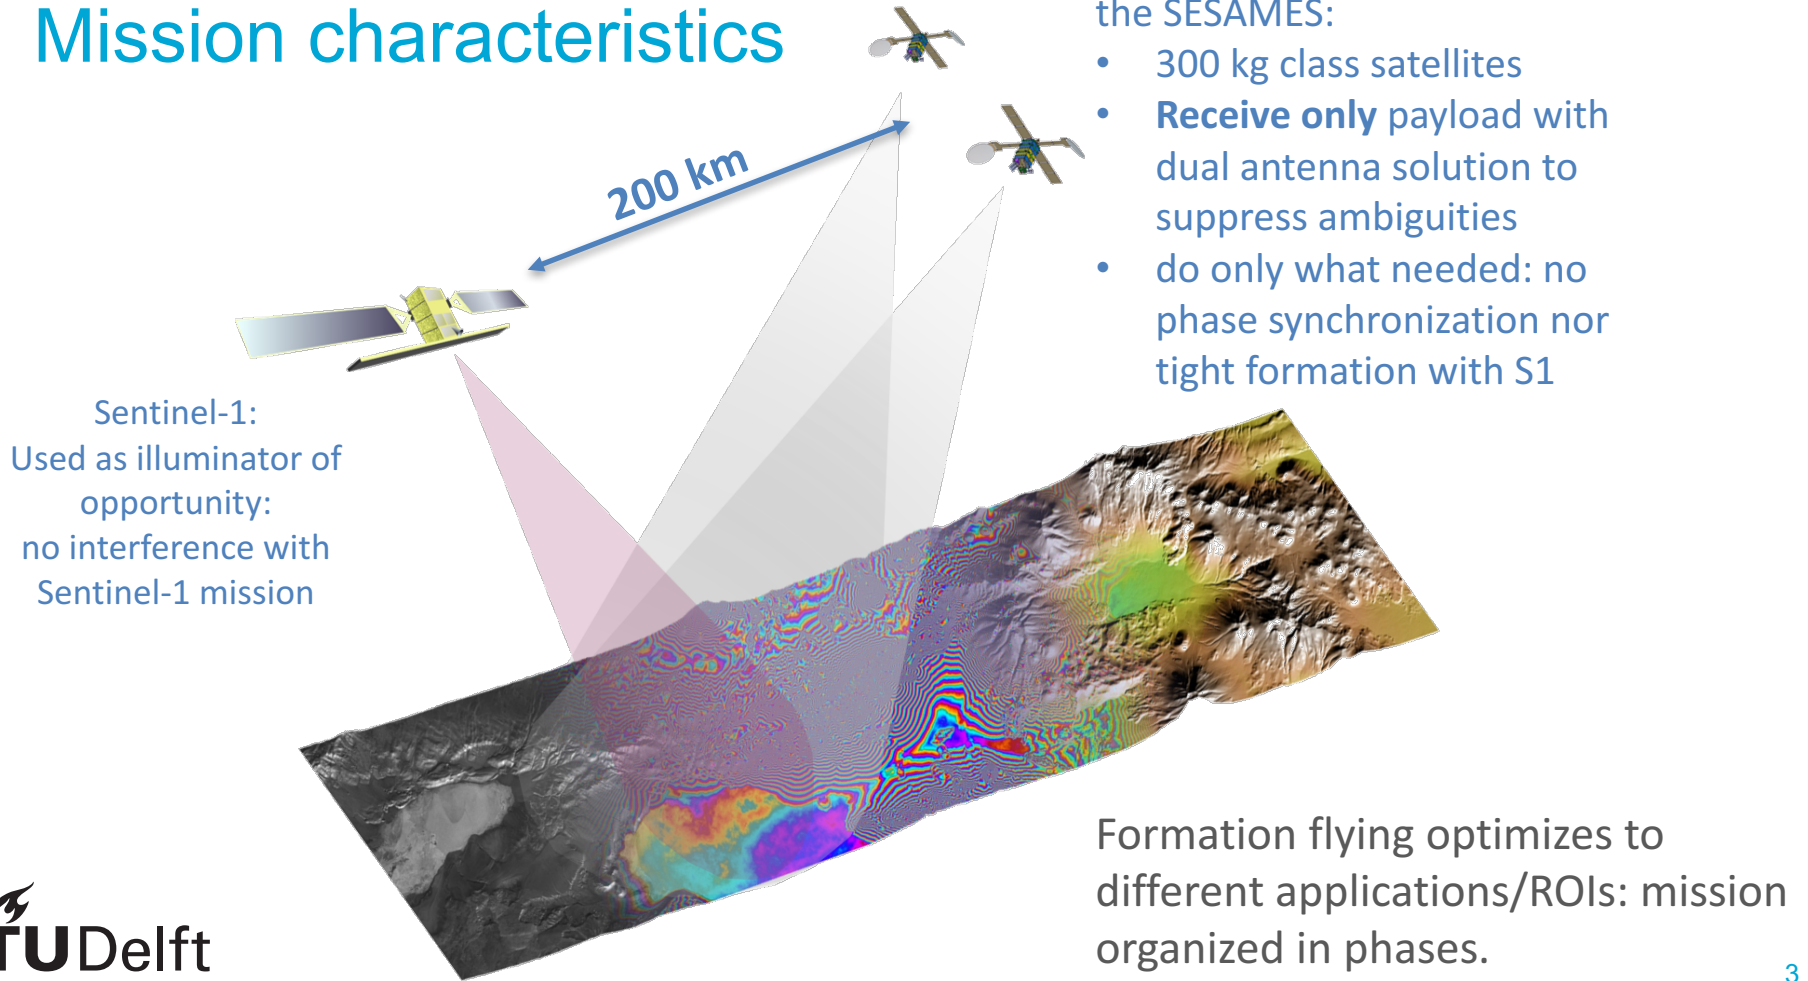 Mission characteristics
the SESAMES:
• 300 kg class satellites
• Receive only payload with
dual antenna solution to
suppress ambiguities
• do only what needed: no
phase synchronization nor
tight formation with S1
200 km
Sentinel-1:
Used as illuminator of
opportunity:
no interference with
Sentinel-1 mission
Formation flying optimizes to
different applications/ROIs: mission
organized in phases.
TUDelft
3